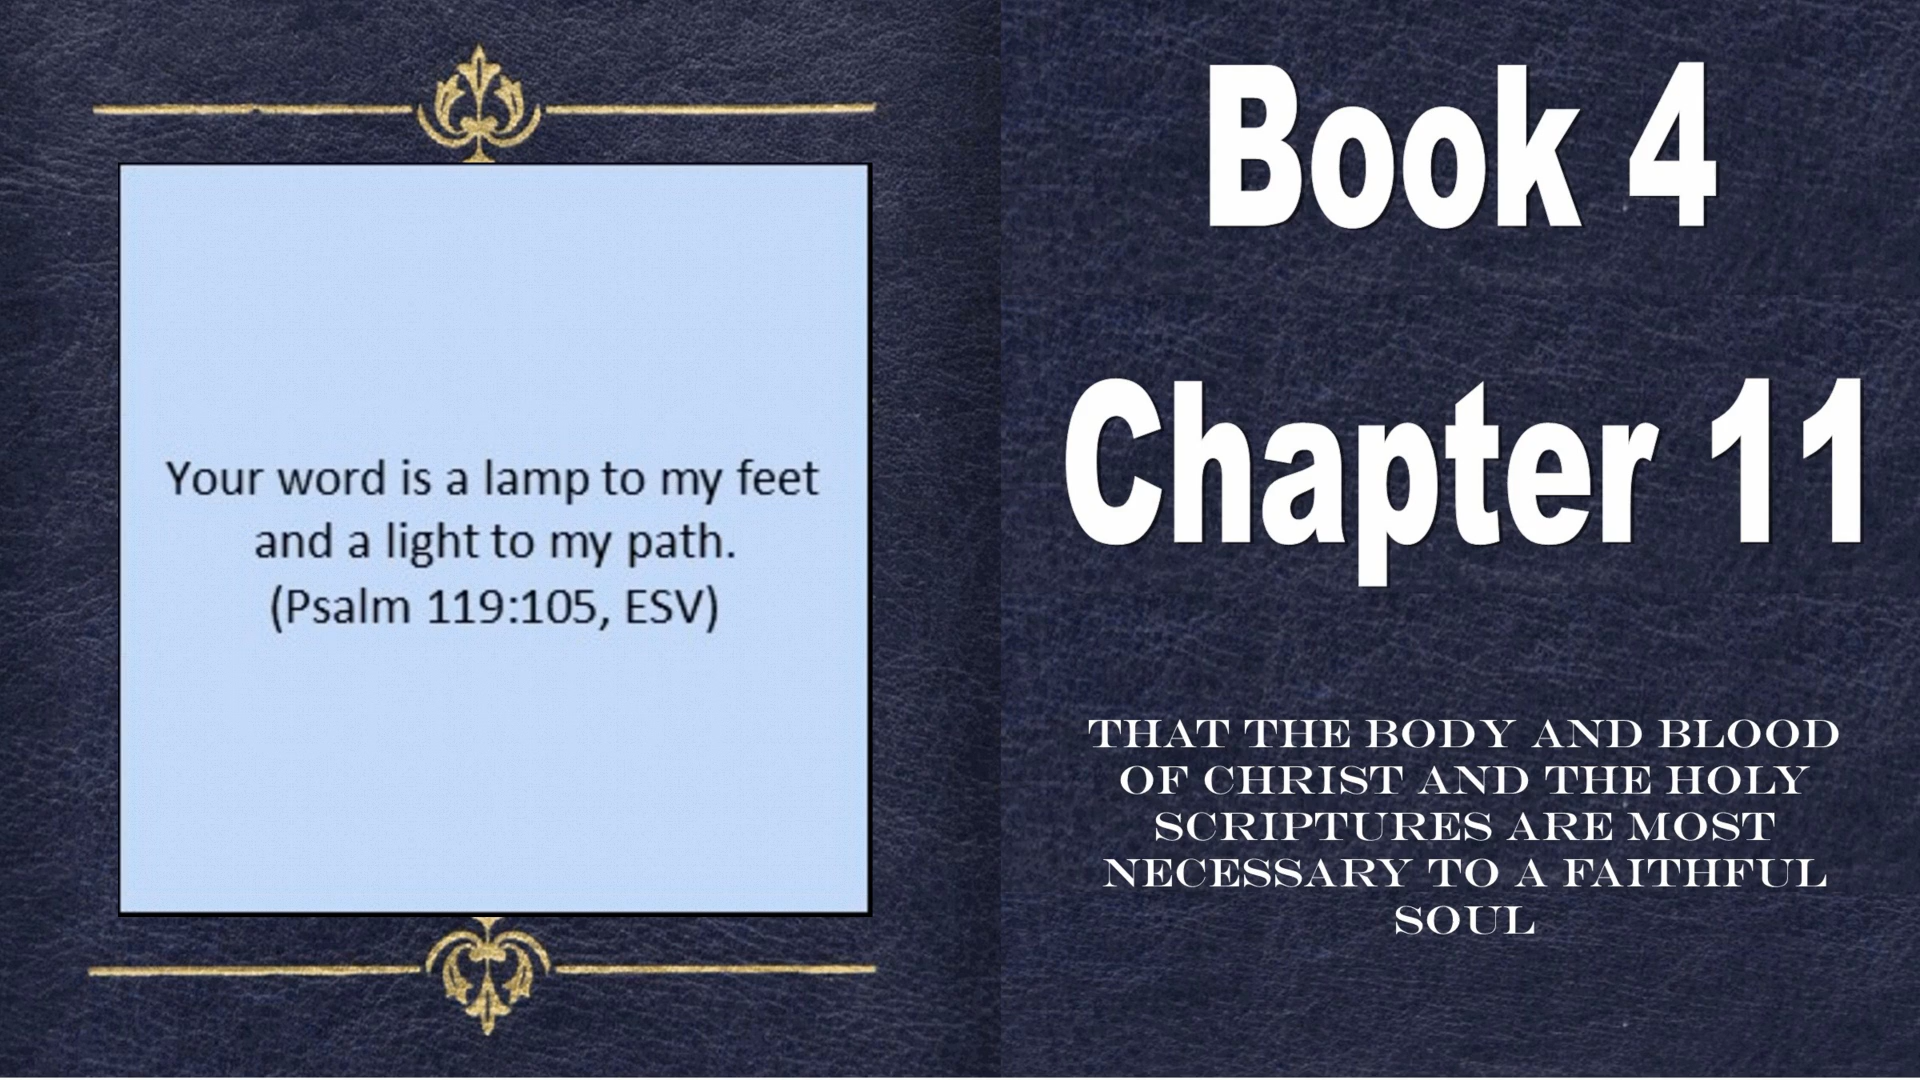 Your word is a lamp to my feet
and a light to my path.
(Psalm 119:105, ESV)
Book 4
Chapter 11
THAT THE BODY AND BLOOD
OF CHRIST AND THE HOLY
SCRIPTURES ARE MOST
NECESSARY TO A FAITHFUL
SOUL